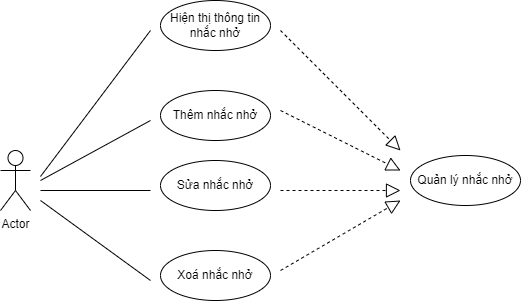 Hiện thị thông tin
nhắc nhở
Thêm nhắc nhở
Sửa nhắc nhở
Quản lý nhắc nhở
Actor
Xoá nhắc nhở